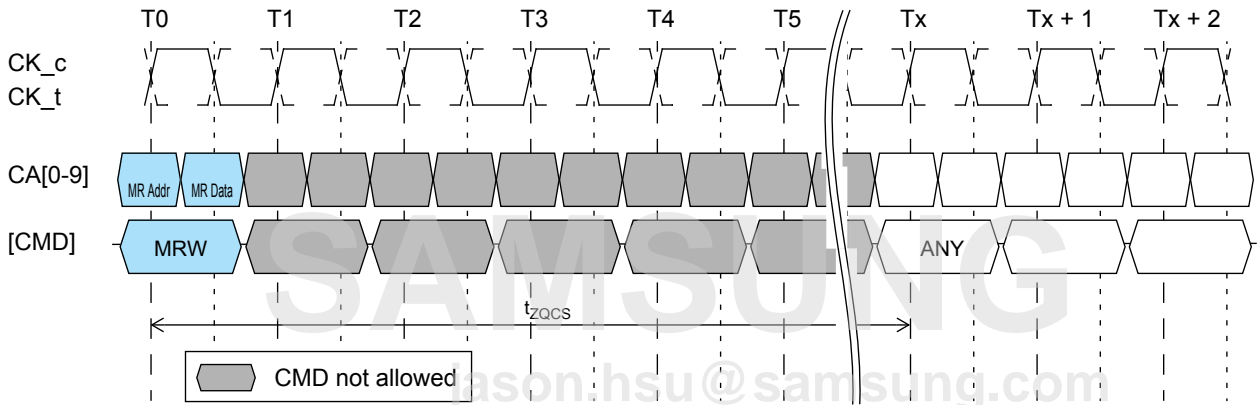 T0 T1 T2 T3 T4 T5 Tx Tx + 1 Tx + 2
CK_c
CK_t
CA[0-9] MR Addr MR Data
[CMD] MRW ANY
tZQCS
CMD not allowed
SAMSUNG
jason.hsu@samsung.com